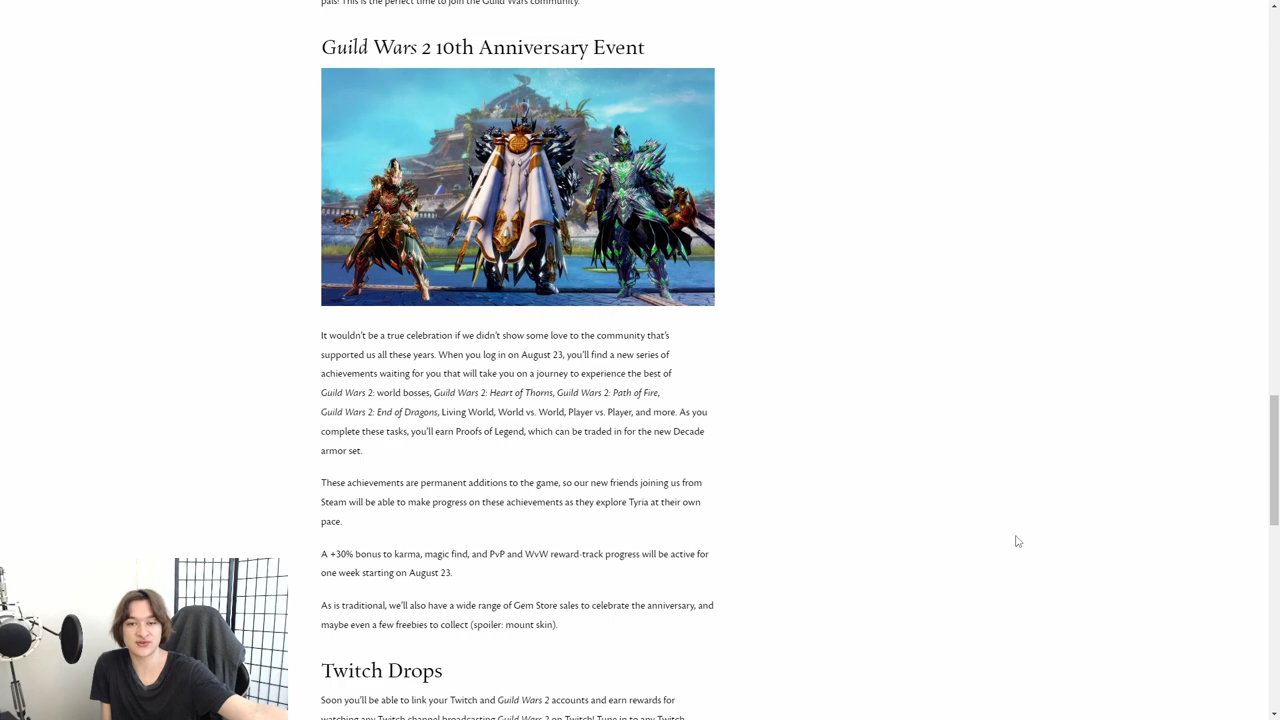 pals! This is the perfect time to join the Guild Wars community.
Guild Wars 2 10th Anniversary Event
It wouldn't be a true celebration if we didn't show some love to the community that's
supported us all these years. When you log in on August 23, you'll find a new series of
achievements waiting for you that will take you on a journey to experience the best of
Guild Wars 2: world bosses, Guild Wars 2: Heart of Thorns, Guild Wars 2: Path of Fire,
Guild Wars 2: End of Dragons, Living World, World vs. World, Player vs. Player, and more. As you
complete these tasks, you'll earn Proofs of Legend, which can be traded in for the new Decade
armor set.
These achievements are permanent additions to the game, so our new friends joining us from
Steam will be able to make progress on these achievements as they explore Tyria at their own
pace.
A +30% bonus to karma, magic find, and PvP and WvW reward-track progress will be active for
one week starting on August 23.
As is traditional, we'll also have a wide range of Gem Store sales to celebrate the anniversary, and
maybe even a few freebies to collect (spoiler: mount skin).
Twitch Drops
Soon you'll be able to link your Twitch and Guild Wars 2 accounts and earn rewards for
watching any Twitch channel broadcasting Guild Wars 2 on Twitch! Tune in to any Twitch